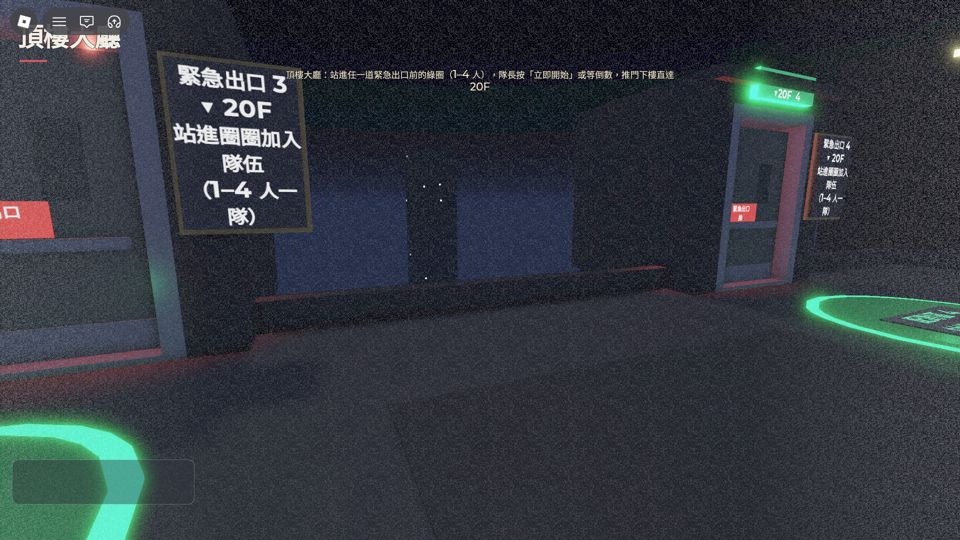 頂樓大廳
頂樓大廳：站進任一道緊急出口前的綠圈（1–4 人），隊長按「立即開始」或等倒數，推門下樓直達
20F
緊急出口 3
▼ 20F
站進圈圈加入
隊伍
（1–4 人一
隊）
▼20F 4
緊急出口 4
▼ 20F
站進圈圈加入
隊伍
（1–4 人一
隊）
緊急出口